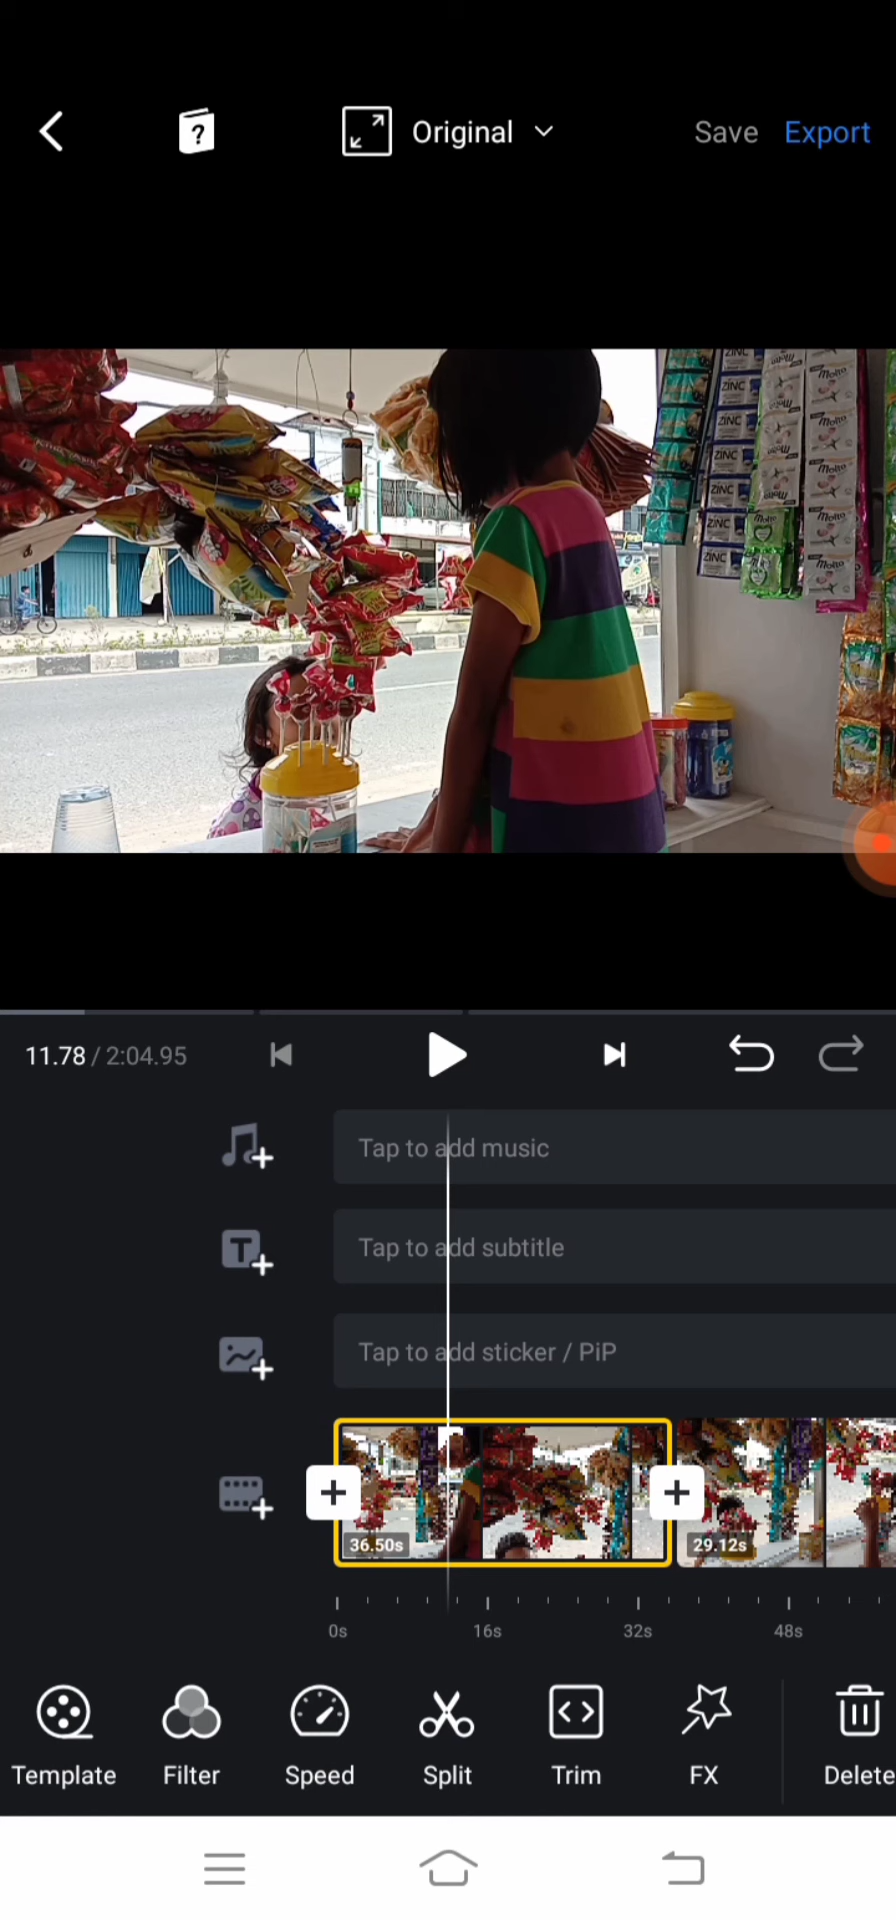 Original
Save Export
ZINC
ZINC
ZINC
ZINC
ZINC
ZINC
ZINC
Molto
Molto
Molto
Molto
Molto
Molto
11.78 / 2:04.95
Tap to add music
T
Tap to add subtitle
Tap to add sticker / PiP
36.50s
29.12s
0s 16s 32s 48s
Template Filter Speed Split Trim FX Delete